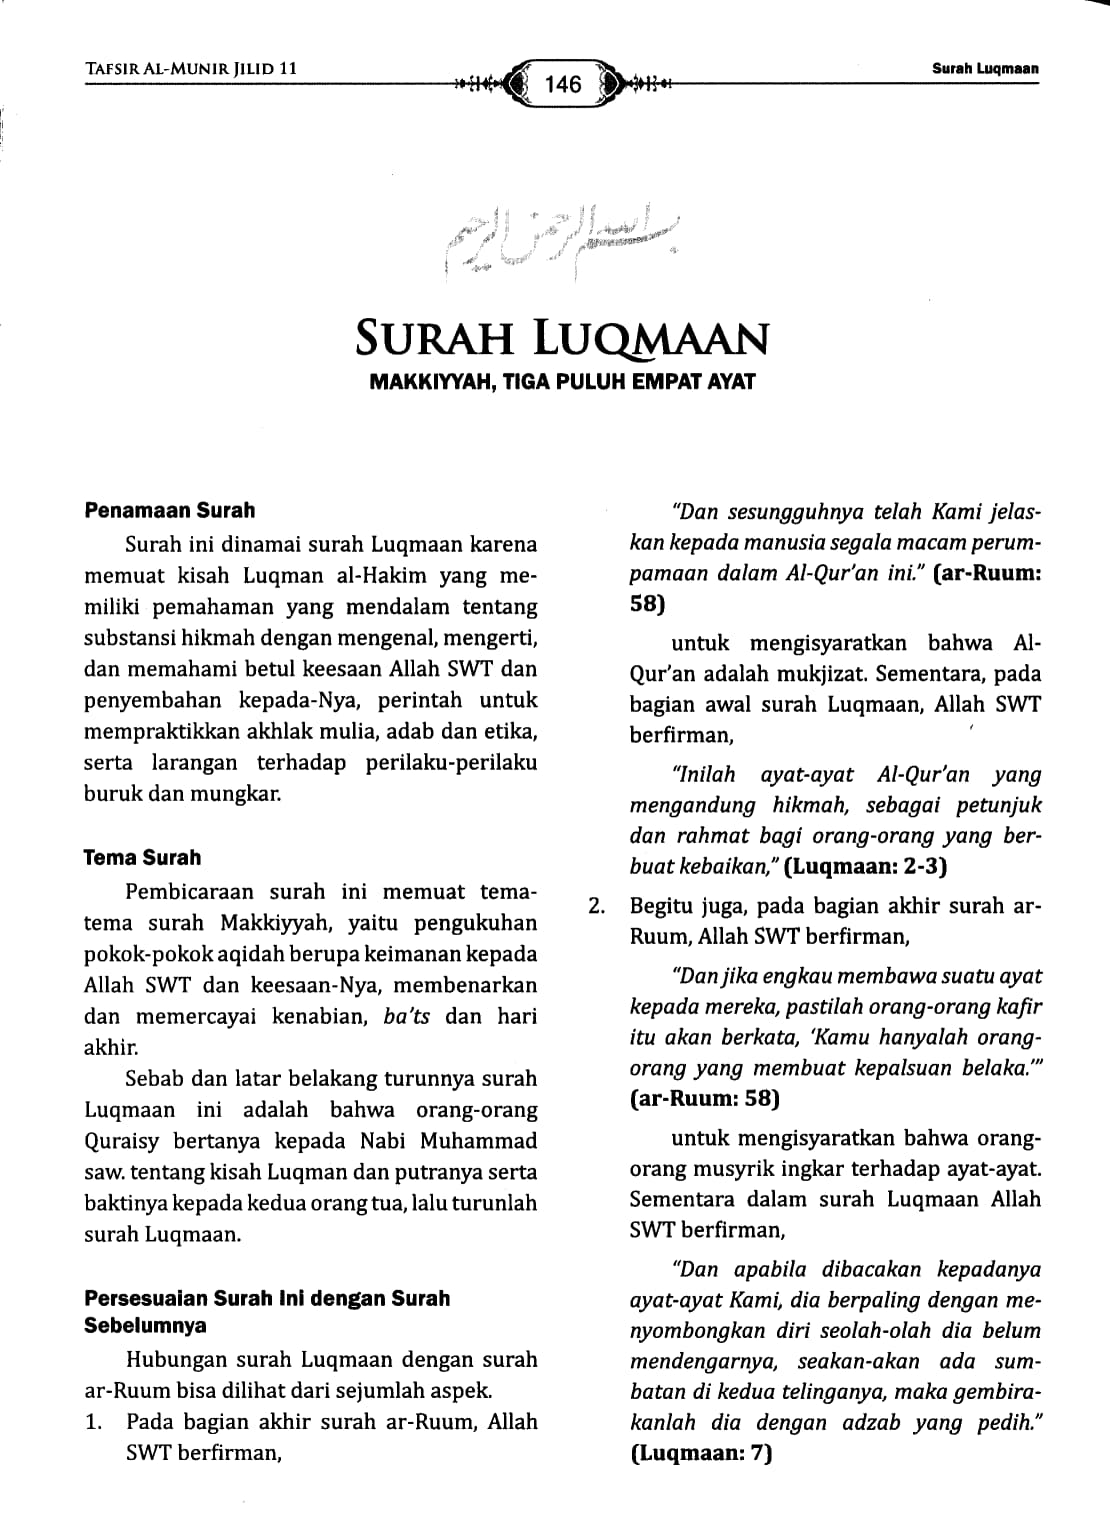 TAFSIR AL-MUNIR JILID 11
146
Surah Luqmaan
بسم الله الرحمن الرحيم
SURAH LUQMAAN
MAKKIYYAH, TIGA PULUH EMPAT AYAT
Penamaan Surah
Surah ini dinamai surah Luqmaan karena
memuat kisah Luqman al-Hakim yang me-
miliki pemahaman yang mendalam tentang
substansi hikmah dengan mengenal, mengerti,
dan memahami betul keesaan Allah SWT dan
penyembahan kepada-Nya, perintah untuk
mempraktikkan akhlak mulia, adab dan etika,
serta larangan terhadap perilaku-perilaku
buruk dan mungkar.
Tema Surah
Pembicaraan surah ini memuat tema-
tema surah Makkiyyah, yaitu pengukuhan
pokok-pokok aqidah berupa keimanan kepada
Allah SWT dan keesaan-Nya, membenarkan
dan memercayai kenabian, ba’ts dan hari
akhir.
Sebab dan latar belakang turunnya surah
Luqmaan ini adalah bahwa orang-orang
Quraisy bertanya kepada Nabi Muhammad
saw. tentang kisah Luqman dan putranya serta
baktinya kepada kedua orang tua, lalu turunlah
surah Luqmaan.
Persesuaian Surah Ini dengan Surah
Sebelumnya
Hubungan surah Luqmaan dengan surah
ar-Ruum bisa dilihat dari sejumlah aspek.
1. Pada bagian akhir surah ar-Ruum, Allah
SWT berfirman,
“Dan sesungguhnya telah Kami jelas-
kan kepada manusia segala macam perum-
pamaan dalam Al-Qur’an ini.” (ar-Ruum:
58)
untuk mengisyaratkan bahwa Al-
Qur’an adalah mukjizat. Sementara, pada
bagian awal surah Luqmaan, Allah SWT
berfirman,
“Inilah ayat-ayat Al-Qur’an yang
mengandung hikmah, sebagai petunjuk
dan rahmat bagi orang-orang yang ber-
buat kebaikan,” (Luqmaan: 2-3)
2. Begitu juga, pada bagian akhir surah ar-
Ruum, Allah SWT berfirman,
“Dan jika engkau membawa suatu ayat
kepada mereka, pastilah orang-orang kafir
itu akan berkata, ‘Kamu hanyalah orang-
orang yang membuat kepalsuan belaka.’”
(ar-Ruum: 58)
untuk mengisyaratkan bahwa orang-
orang musyrik ingkar terhadap ayat-ayat.
Sementara dalam surah Luqmaan Allah
SWT berfirman,
“Dan apabila dibacakan kepadanya
ayat-ayat Kami, dia berpaling dengan me-
nyombongkan diri seolah-olah dia belum
mendengarnya, seakan-akan ada sum-
batan di kedua telinganya, maka gembira-
kanlah dia dengan adzab yang pedih.”
(Luqmaan: 7)